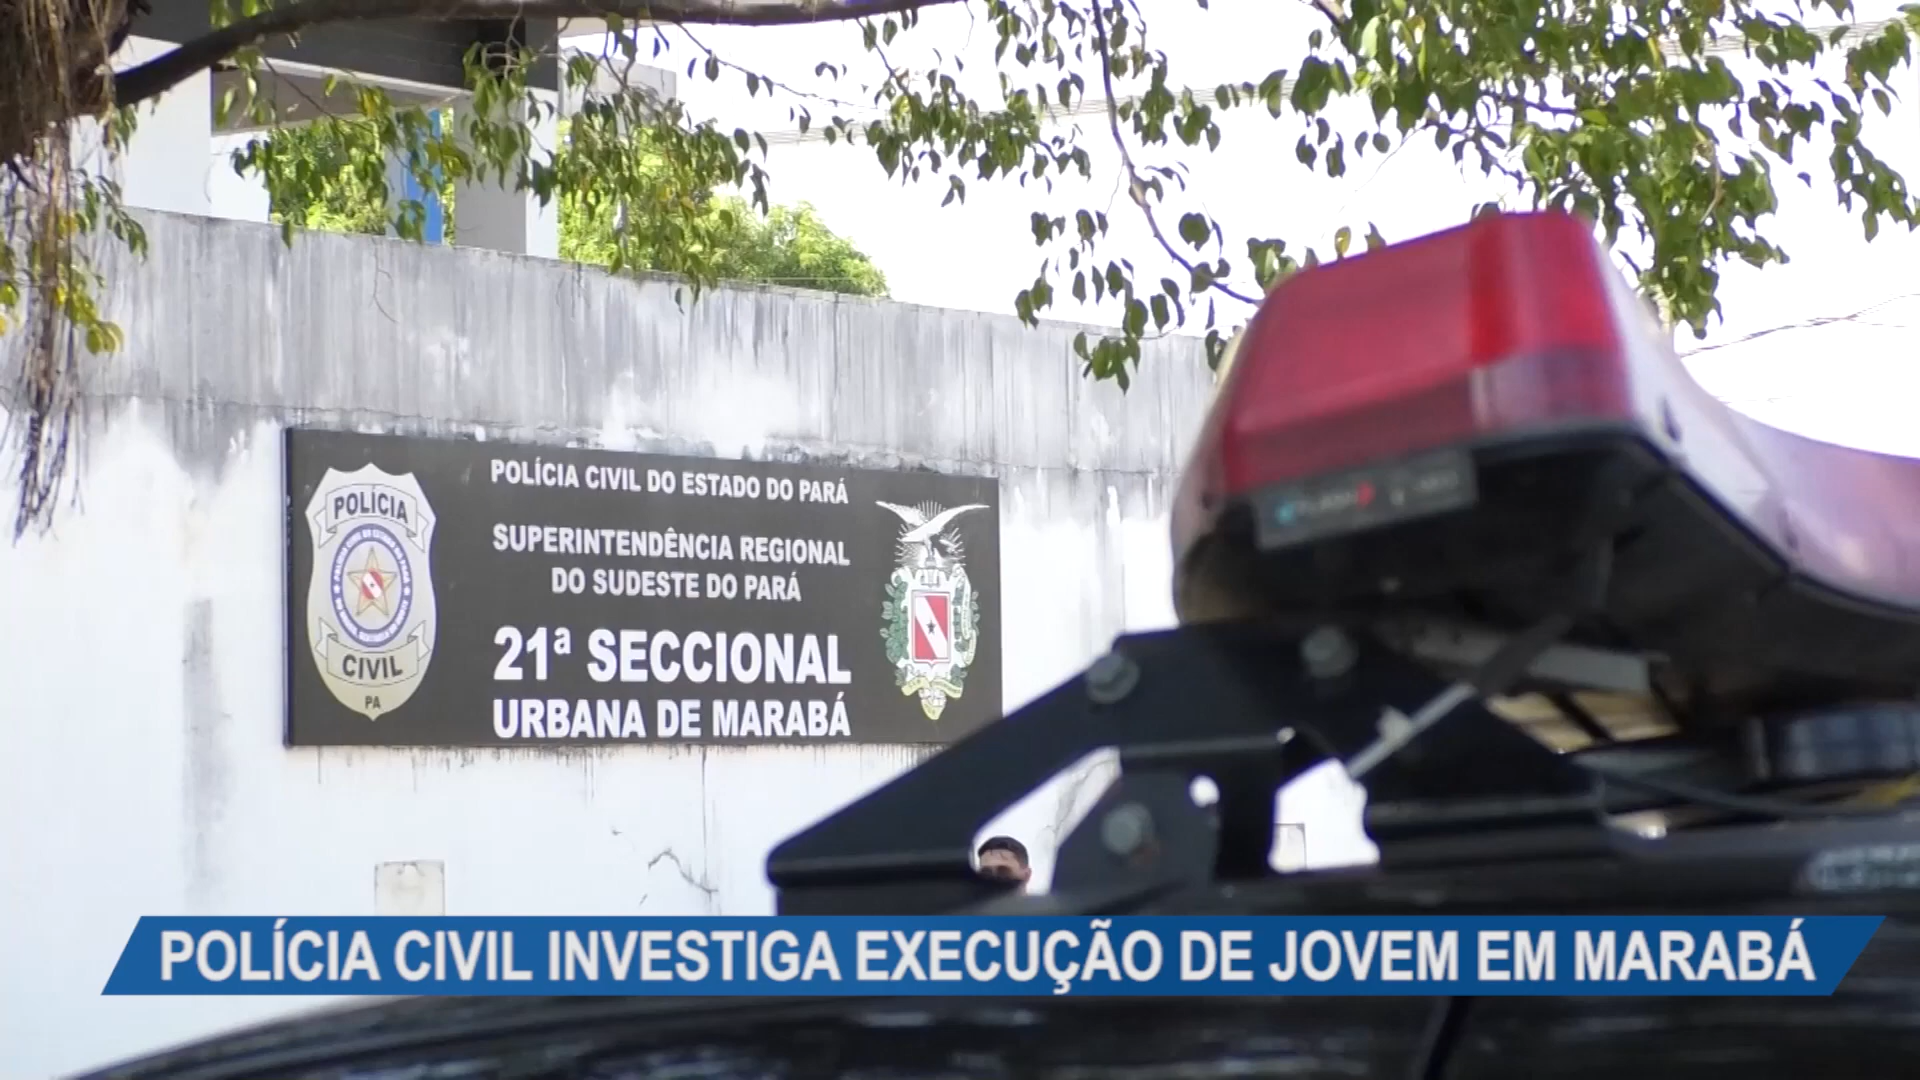 POLÍCIA CIVIL DO ESTADO DO PARÁ
SUPERINTENDÊNCIA REGIONAL
DO SUDESTE DO PARÁ
21ª SECCIONAL
URBANA DE MARABÁ
POLÍCIA
CIVIL
PA
POLÍCIA CIVIL INVESTIGA EXECUÇÃO DE JOVEM EM MARABÁ